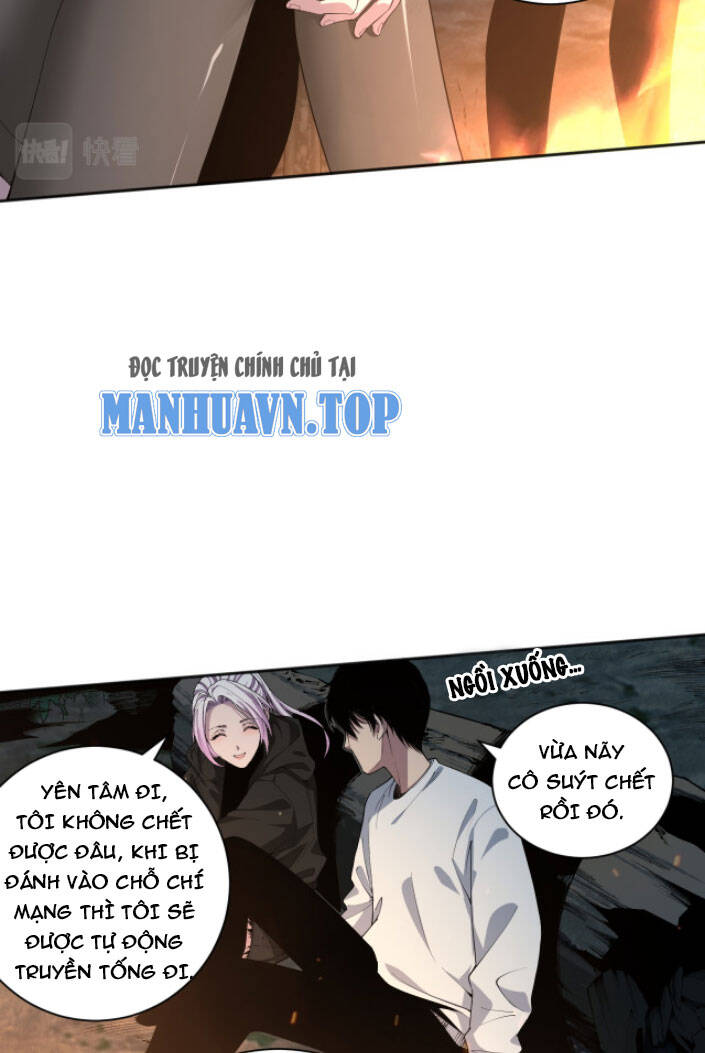 快看! 快看
ĐỌC TRUYỆN CHÍNH CHỦ TẠI
MANHUAVN.TOP
NGỒI XUỐNG...
VỪA NÃY
CÔ SUÝT CHẾT
RỒI ĐÓ.
YÊN TÂM ĐI,
TÔI KHÔNG CHẾT
ĐƯỢC ĐÂU, KHI BỊ
ĐÁNH VÀO CHỖ CHÍ
MẠNG THÌ TÔI SẼ
ĐƯỢC TỰ ĐỘNG
TRUYỀN TỐNG ĐI.